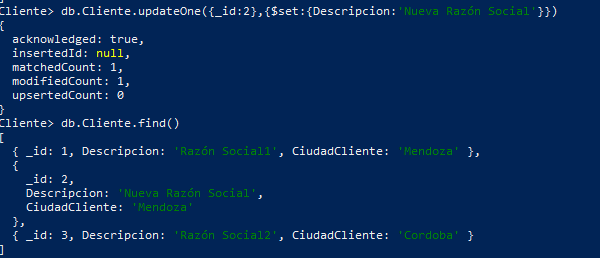 Cliente> db.Cliente.updateOne({_id:2},{$set:{Descripcion:'Nueva Razón Social'}})
{
  acknowledged: true,
  insertedId: null,
  matchedCount: 1,
  modifiedCount: 1,
  upsertedCount: 0
}
Cliente> db.Cliente.find()
[
  { _id: 1, Descripcion: 'Razón Social1', CiudadCliente: 'Mendoza' },
  {
    _id: 2,
    Descripcion: 'Nueva Razón Social',
    CiudadCliente: 'Mendoza'
  },
  { _id: 3, Descripcion: 'Razón Social2', CiudadCliente: 'Cordoba' }
]